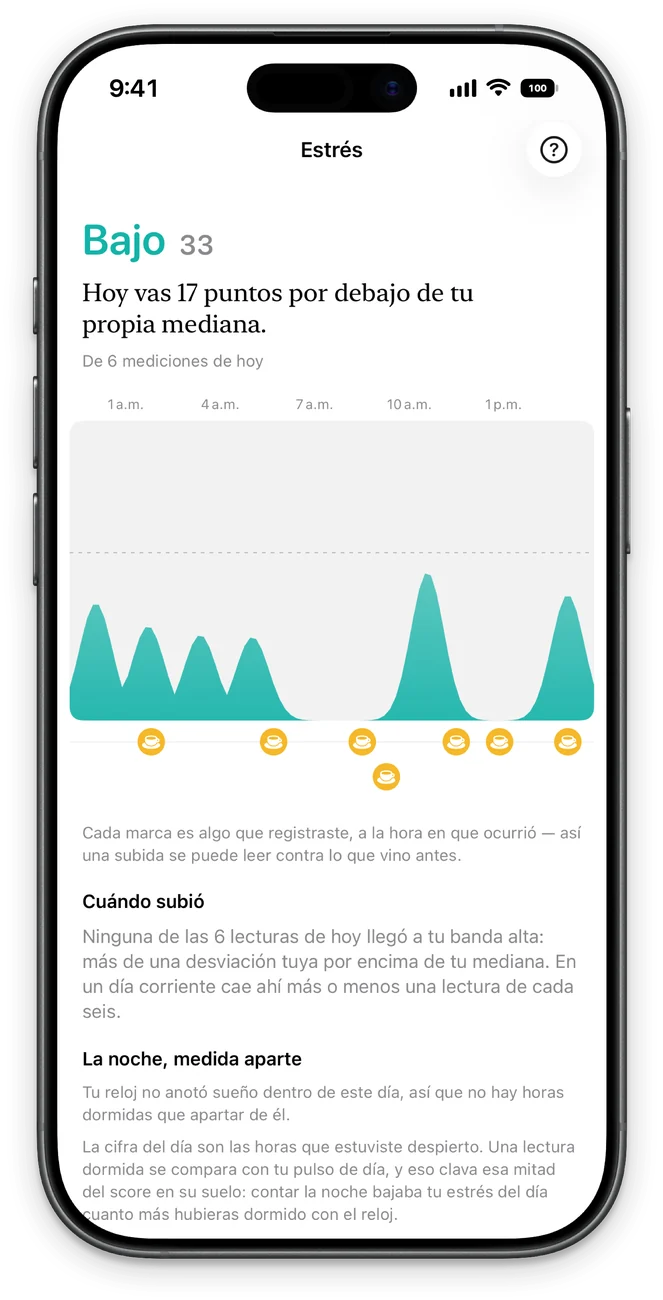 9:41
100
Estrés
?
Bajo 33
Hoy vas 17 puntos por debajo de tu
propia mediana.
De 6 mediciones de hoy
1 a.m. 4 a.m. 7 a.m. 10 a.m. 1 p.m.
Cada marca es algo que registraste, a la hora en que ocurrió — así
una subida se puede leer contra lo que vino antes.
Cuándo subió
Ninguna de las 6 lecturas de hoy llegó a tu banda alta:
más de una desviación tuya por encima de tu mediana. En
un día corriente cae ahí más o menos una lectura de cada
seis.
La noche, medida aparte
Tu reloj no anotó sueño dentro de este día, así que no hay horas
dormidas que apartar de él.
La cifra del día son las horas que estuviste despierto. Una lectura
dormida se compara con tu pulso de día, y eso clava esa mitad
del score en su suelo: contar la noche bajaba tu estrés del día
cuanto más hubieras dormido con el reloj.